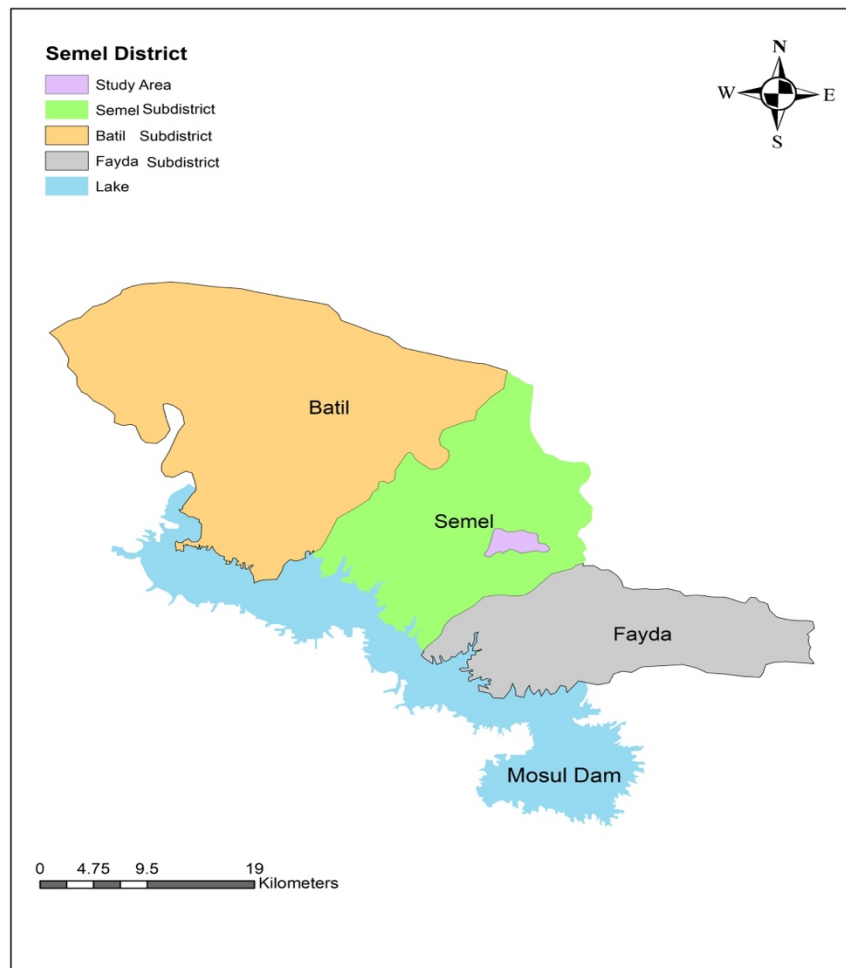 Semel District
Study Area
Semel Subdistrict
Batil Subdistrict
Fayda Subdistrict
Lake
N
W E
S
Batil
Semel
Fayda
Mosul Dam
0 4.75 9.5 19
Kilometers